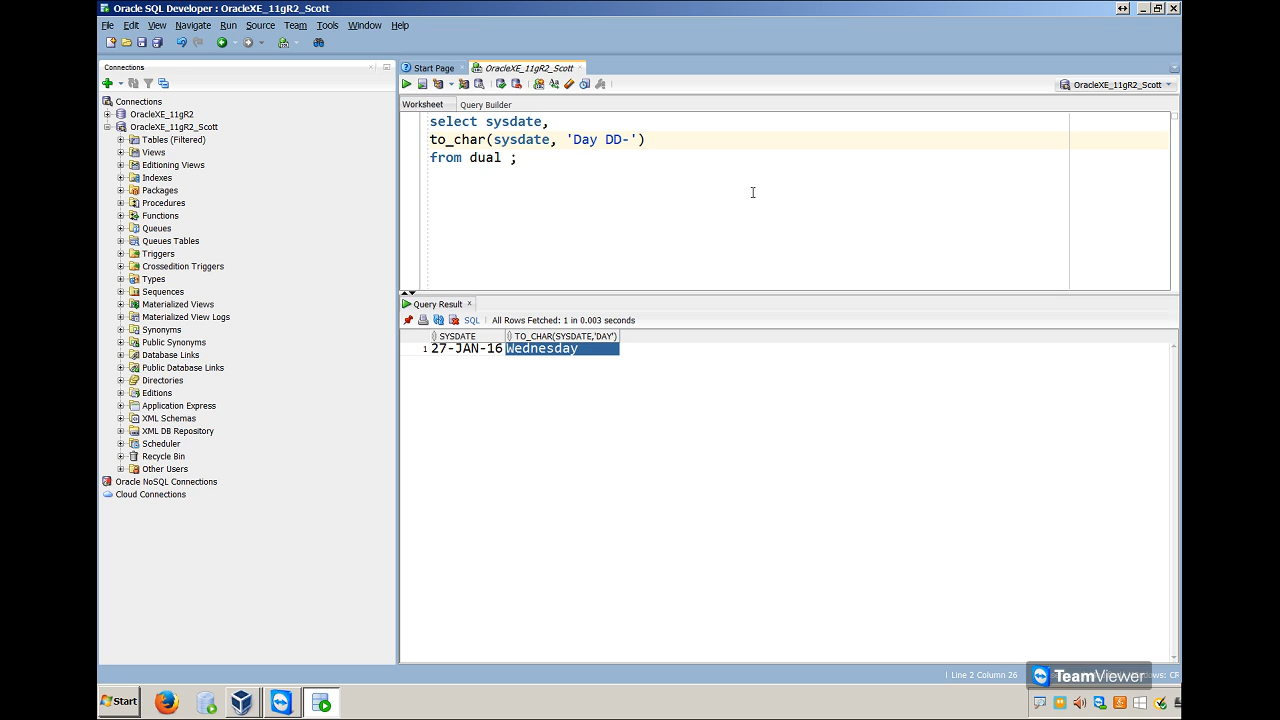 Oracle SQL Developer : OracleXE_11gR2_Scott
File Edit View Navigate Run Source Team Tools Window Help
Connections
Start Page
OracleXE_11gR2_Scott
OracleXE_11gR2_Scott
Worksheet Query Builder
Connections
OracleXE_11gR2
OracleXE_11gR2_Scott
Tables (Filtered)
Views
Editioning Views
Indexes
Packages
Procedures
Functions
Queues
Queues Tables
Triggers
Crossedition Triggers
Types
Sequences
Materialized Views
Materialized View Logs
Synonyms
Public Synonyms
Database Links
Public Database Links
Directories
Editions
Application Express
XML Schemas
XML DB Repository
Scheduler
Recycle Bin
Other Users
Oracle NoSQL Connections
Cloud Connections
select sysdate,
to_char(sysdate, 'Day DD-')
from dual ;
Query Result
SQL | All Rows Fetched: 1 in 0.003 seconds
SYSDATE TO_CHAR(SYSDATE,'DAY')
1 27-JAN-16 Wednesday
Line 2 Column 26
TeamViewer
CR
Start